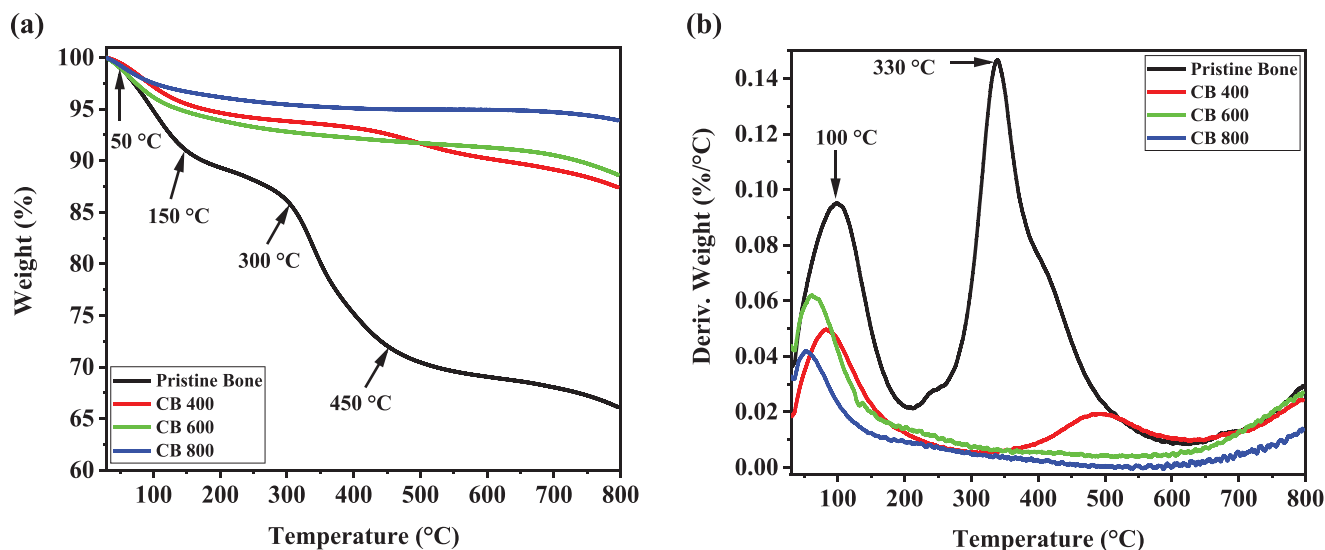 (a)
100
95
90
85
80
75
70
65
60
Weight (%)
50 °C
150 °C
300 °C
450 °C
Pristine Bone
CB 400
CB 600
CB 800
100
200
300
400
500
600
700
800
Temperature (°C)
(b)
0.14
0.12
0.10
0.08
0.06
0.04
0.02
0.00
Deriv. Weight (%/°C)
330 °C
100 °C
Pristine Bone
CB 400
CB 600
CB 800
100
200
300
400
500
600
700
800
Temperature (°C)